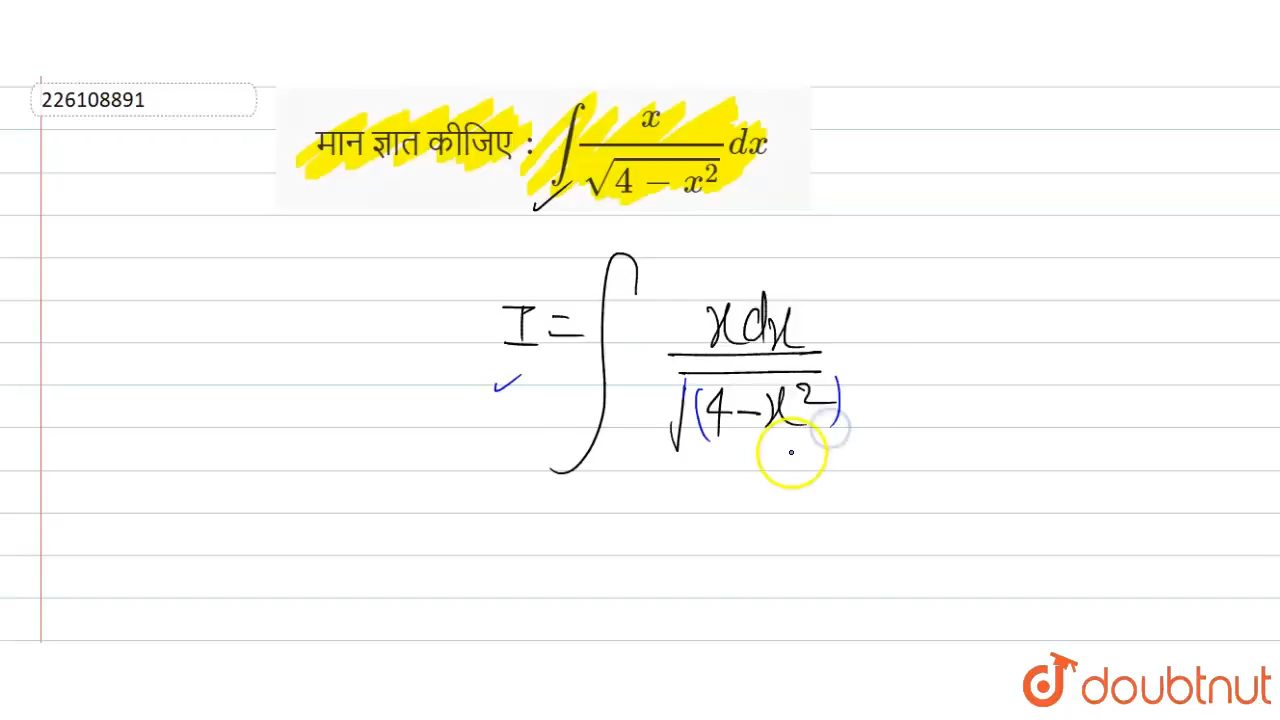 226108891
मान ज्ञात कीजिए : ∫ x / √(4 − x²) dx
I = ∫ x dx / √(4 − x²)
doubtnut